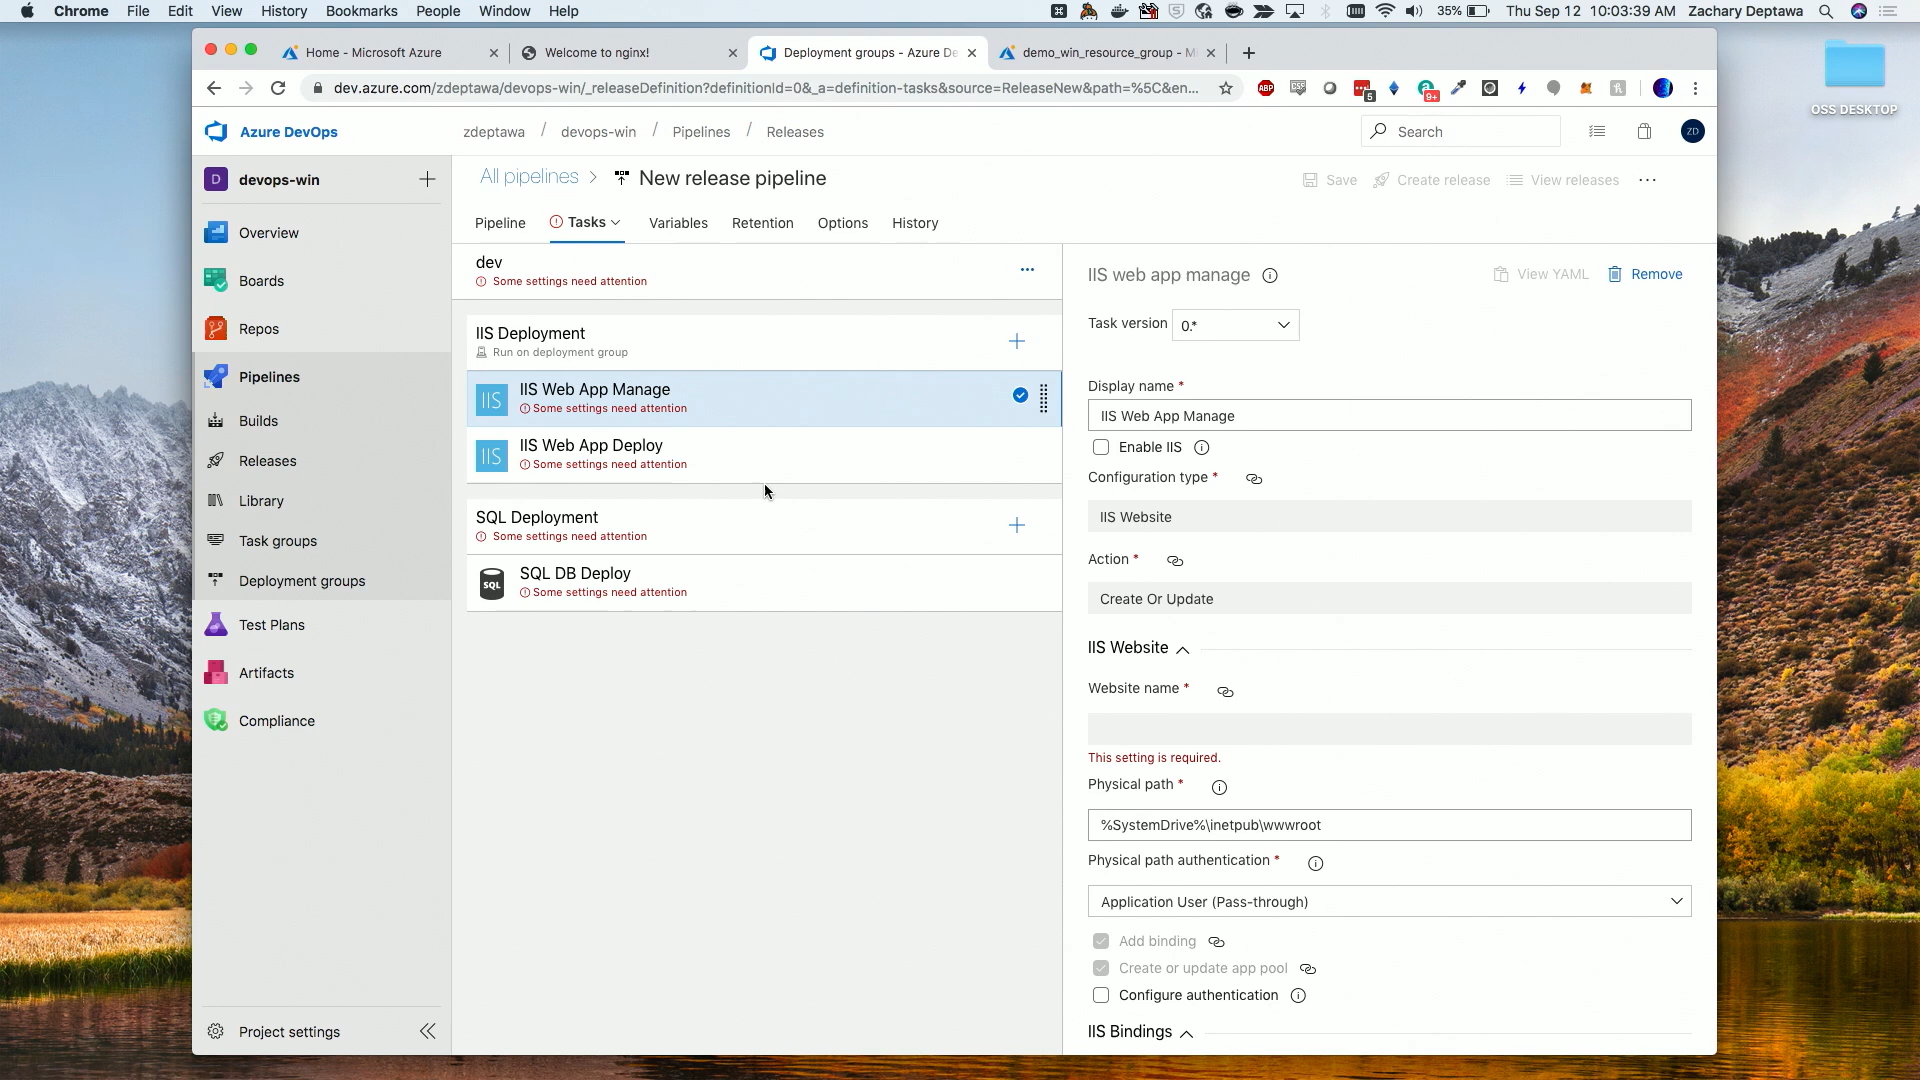 Chrome File Edit View History Bookmarks People Window Help 35% Thu Sep 12 10:03:39 AM Zachary Deptawa
Home - Microsoft Azure Welcome to nginx! Deployment groups - Azure De demo_win_resource_group - M
dev.azure.com/zdeptawa/devops-win/_releaseDefinition?definitionId=0&_a=definition-tasks&source=ReleaseNew&path=%5C&en... ABP CSS 5 9+
OSS DESKTOP
Azure DevOps zdeptawa / devops-win / Pipelines / Releases Search ZD
D devops-win
Overview
Boards
Repos
Pipelines
Builds
Releases
Library
Task groups
Deployment groups
Test Plans
Artifacts
Compliance
Project settings
All pipelines > New release pipeline Save Create release View releases ...
Pipeline Tasks Variables Retention Options History
dev
Some settings need attention
IIS Deployment
Run on deployment group
IIS IIS Web App Manage
Some settings need attention
IIS IIS Web App Deploy
Some settings need attention
SQL Deployment
Some settings need attention
SQL SQL DB Deploy
Some settings need attention
IIS web app manage View YAML Remove
Task version 0.*
Display name *
IIS Web App Manage
Enable IIS
Configuration type *
IIS Website
Action *
Create Or Update
IIS Website
Website name *
This setting is required.
Physical path *
%SystemDrive%\inetpub\wwwroot
Physical path authentication *
Application User (Pass-through)
Add binding
Create or update app pool
Configure authentication
IIS Bindings